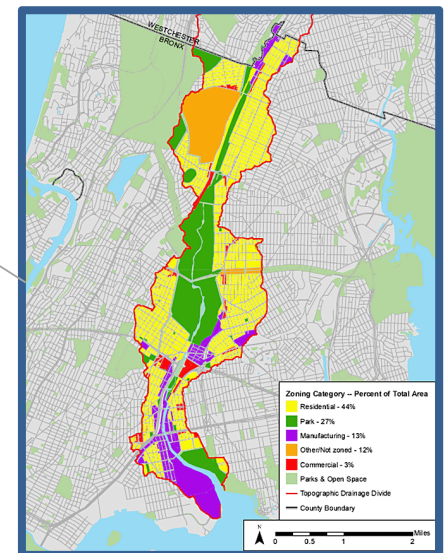 WESTCHESTER
BRONX
Zoning Category -- Percent of Total Area
Residential - 44%
Park - 27%
Manufacturing - 13%
Other/Not zoned - 12%
Commercial - 3%
Parks & Open Space
Topographic Drainage Divide
County Boundary
N
Miles
0 0.5 1 2